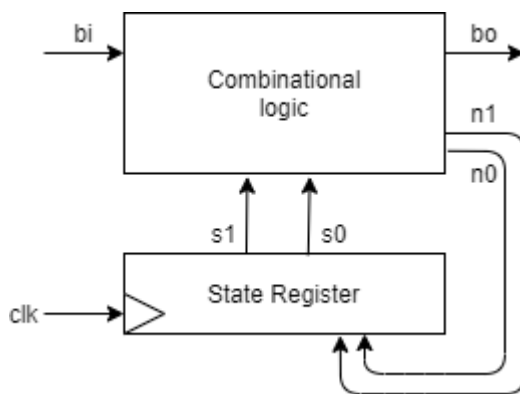 bi
bo
Combinational
logic
n1
n0
s1
s0
State Register
clk